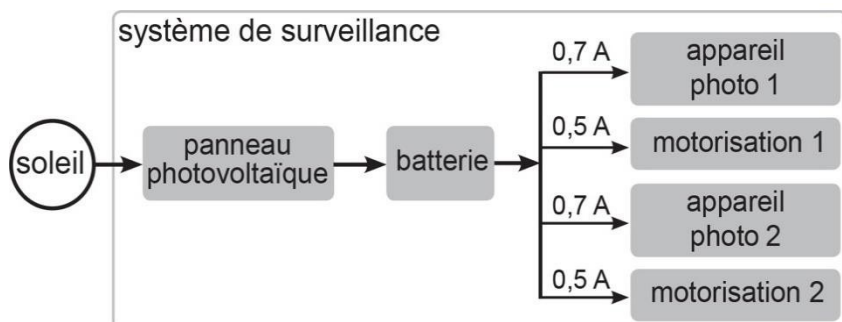 système de surveillance
soleil
panneau
photovoltaïque
batterie
0,7 A
appareil
photo 1
0,5 A
motorisation 1
0,7 A
appareil
photo 2
0,5 A
motorisation 2